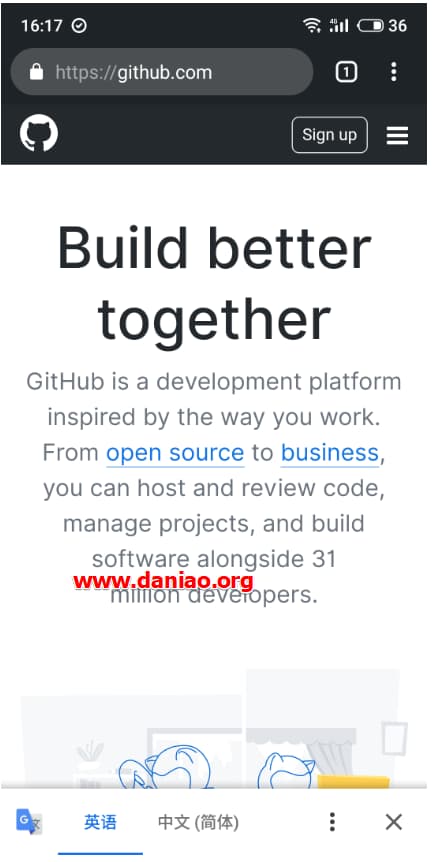 16:17
4G
36
https://github.com
1
Sign up
Build better
together
GitHub is a development platform
inspired by the way you work.
From open source to business,
you can host and review code,
manage projects, and build
software alongside 31
www.daniao.org
million developers.
G 文
英语
中文 (简体)